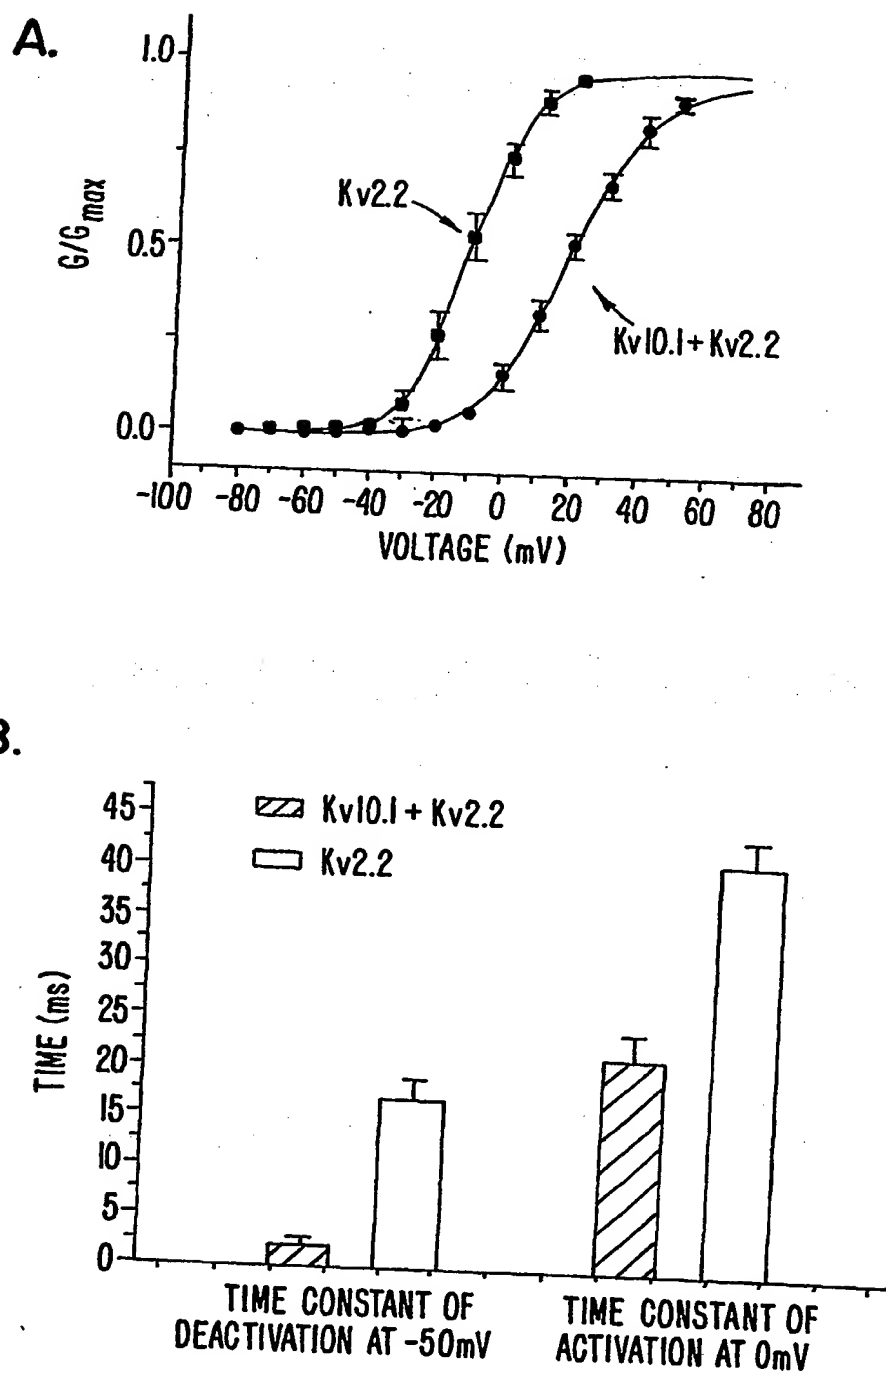 A.
1.0
0.5
0.0
G/Gmax
Kv2.2
Kv10.1+Kv2.2
-100 -80 -60 -40 -20 0 20 40 60 80
VOLTAGE (mV)
B.
45
40
35
30
25
20
15
10
5
0
TIME (ms)
Kv10.1 + Kv2.2
Kv2.2
TIME CONSTANT OF
DEACTIVATION AT -50mV
TIME CONSTANT OF
ACTIVATION AT 0mV